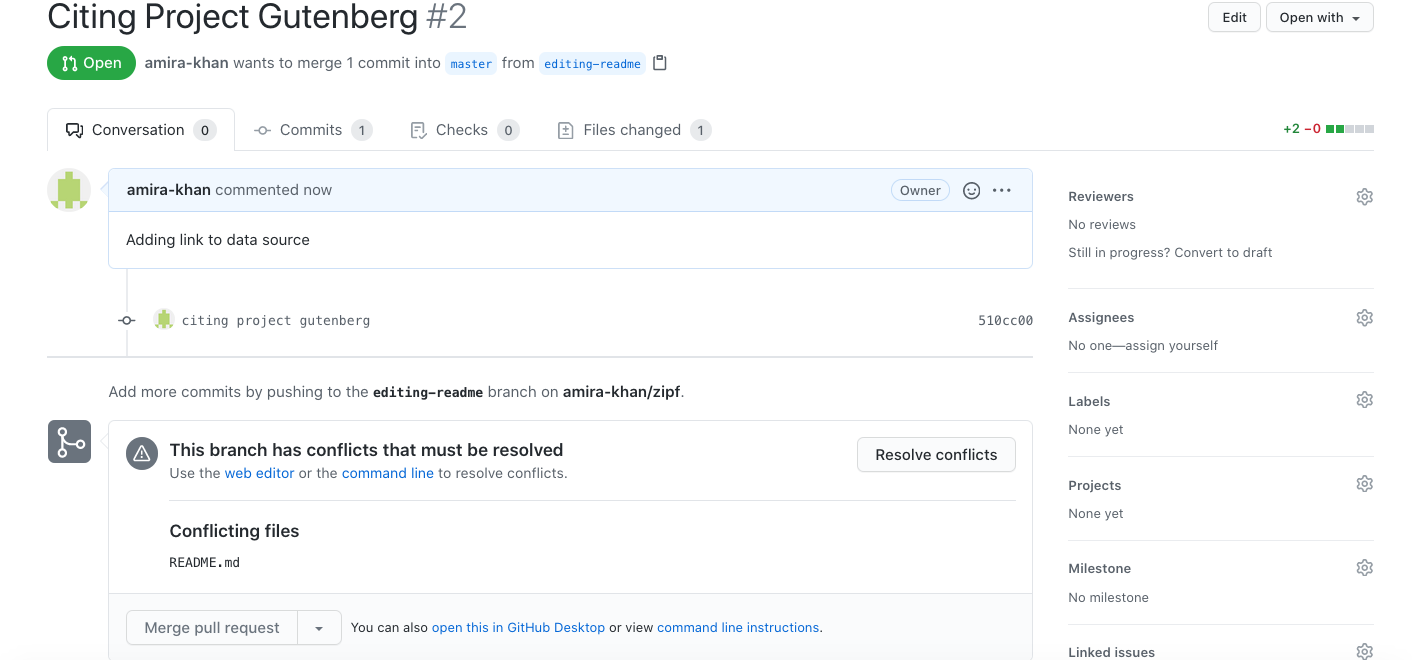 Citing Project Gutenberg #2
Edit
Open with
Open
amira-khan wants to merge 1 commit into master from editing-readme
Conversation 0
Commits 1
Checks 0
Files changed 1
+2 −0
amira-khan commented now
Owner
Adding link to data source
citing project gutenberg
510cc00
Add more commits by pushing to the editing-readme branch on amira-khan/zipf.
This branch has conflicts that must be resolved
Use the web editor or the command line to resolve conflicts.
Resolve conflicts
Conflicting files
README.md
Merge pull request
You can also open this in GitHub Desktop or view command line instructions.
Reviewers
No reviews
Still in progress? Convert to draft
Assignees
No one—assign yourself
Labels
None yet
Projects
None yet
Milestone
No milestone
Linked issues